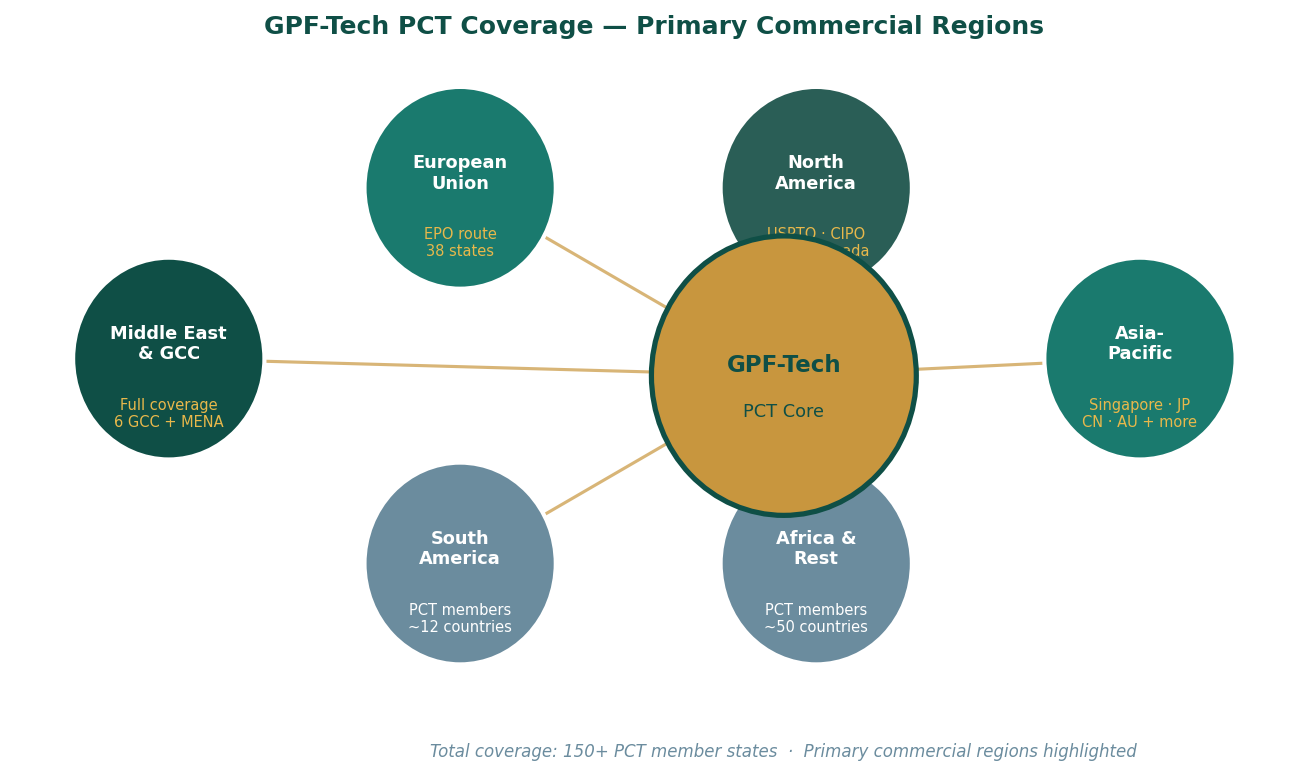 GPF-Tech PCT Coverage — Primary Commercial Regions
European
Union
EPO route
38 states
North
America
USPTO · CIPO
Middle East
& GCC
Full coverage
6 GCC + MENA
GPF-Tech
PCT Core
Asia-
Pacific
Singapore · JP
CN · AU + more
South
America
PCT members
~12 countries
Africa &
Rest
PCT members
~50 countries
Total coverage: 150+ PCT member states · Primary commercial regions highlighted